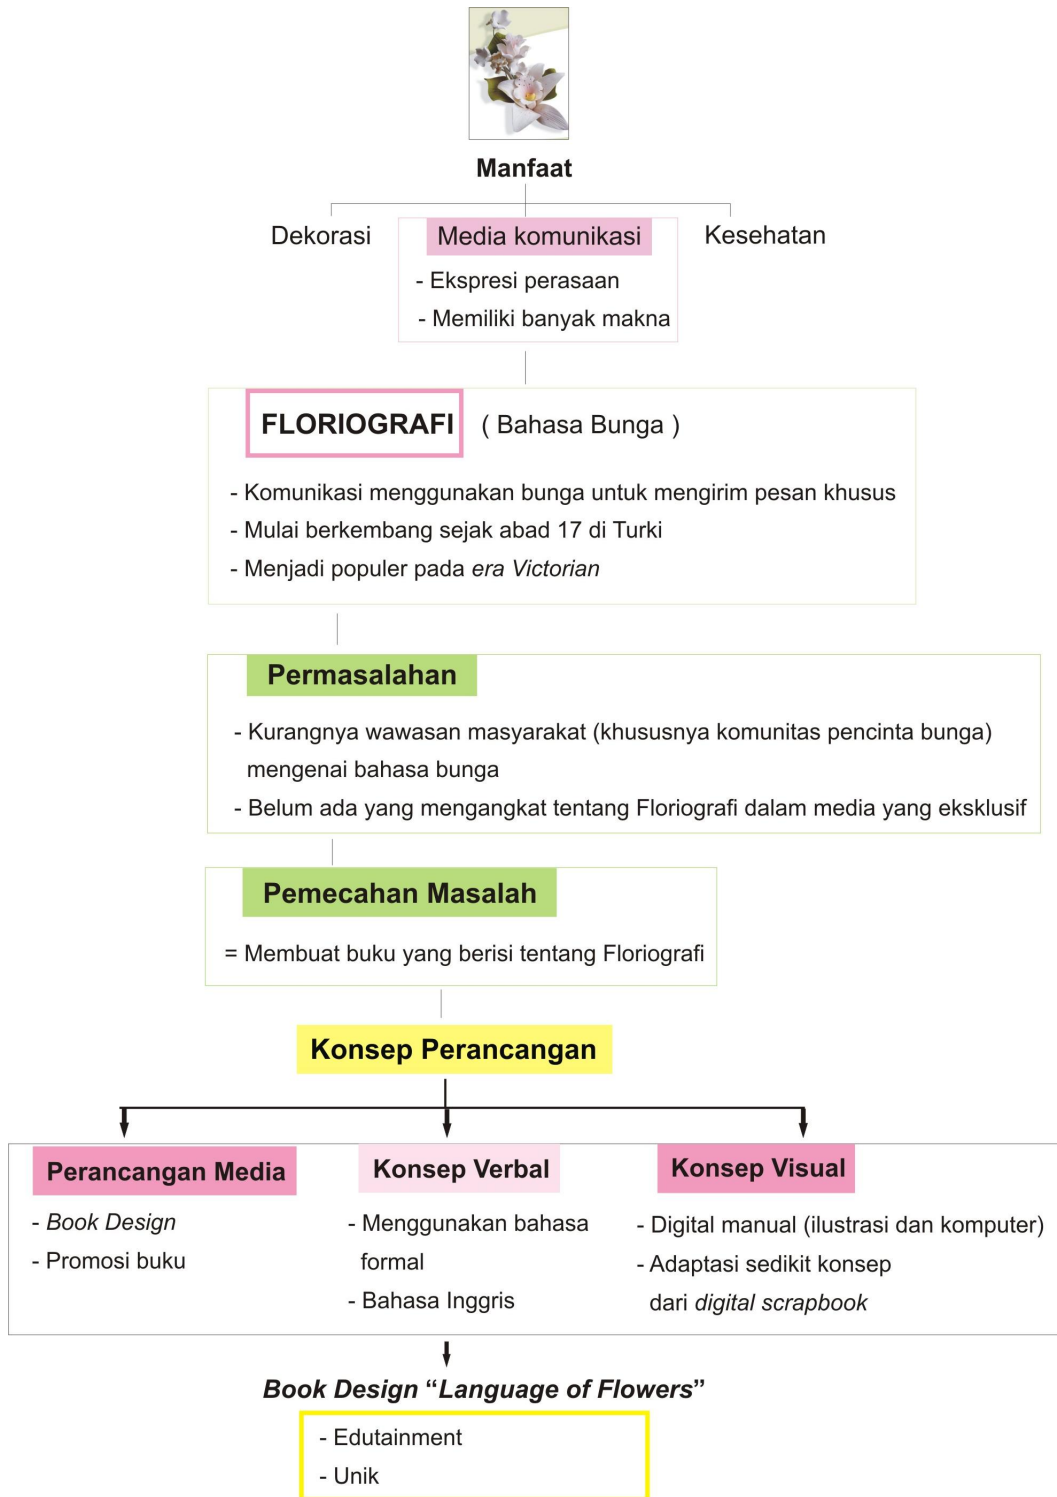 Manfaat
Dekorasi
Media komunikasi
- Ekspresi perasaan
- Memiliki banyak makna
Kesehatan
FLORIOGRAFI ( Bahasa Bunga )
- Komunikasi menggunakan bunga untuk mengirim pesan khusus
- Mulai berkembang sejak abad 17 di Turki
- Menjadi populer pada era Victorian
Permasalahan
- Kurangnya wawasan masyarakat (khususnya komunitas pencinta bunga)
mengenai bahasa bunga
- Belum ada yang mengangkat tentang Floriografi dalam media yang eksklusif
Pemecahan Masalah
= Membuat buku yang berisi tentang Floriografi
Konsep Perancangan
Perancangan Media
- Book Design
- Promosi buku
Konsep Verbal
- Menggunakan bahasa
formal
- Bahasa Inggris
Konsep Visual
- Digital manual (ilustrasi dan komputer)
- Adaptasi sedikit konsep
dari digital scrapbook
Book Design “Language of Flowers”
- Edutainment
- Unik